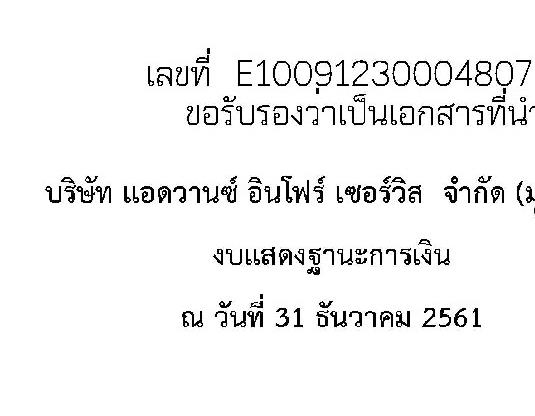 เลขที่ E10091230004807
ขอรับรองว่าเป็นเอกสารที่นำ
บริษัท แอดวานซ์ อินโฟร์ เซอร์วิส จำกัด (
งบแสดงฐานะการเงิน
ณ วันที่ 31 ธันวาคม 2561